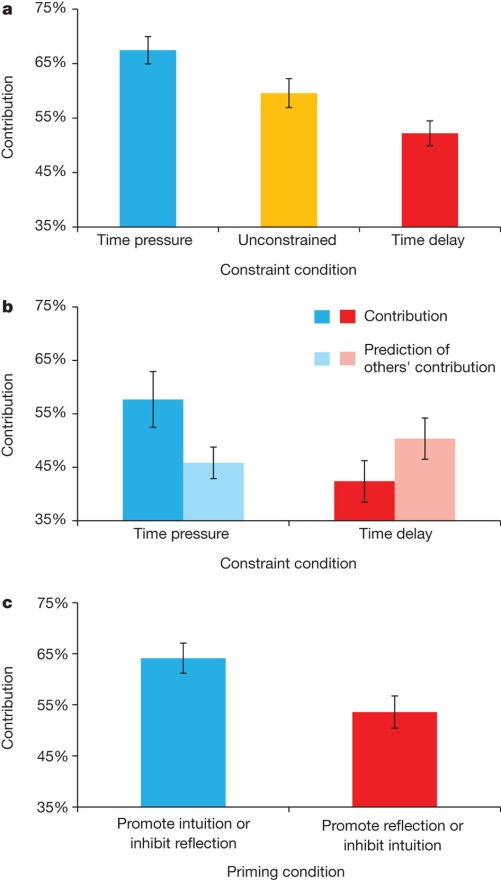 a
75%
65%
55%
45%
35%
Contribution
Time pressure
Unconstrained
Time delay
Constraint condition
b
75%
65%
55%
45%
35%
Contribution
Contribution
Prediction of
others' contribution
Time pressure
Time delay
Constraint condition
c
75%
65%
55%
45%
35%
Contribution
Promote intuition or
inhibit reflection
Promote reflection or
inhibit intuition
Priming condition